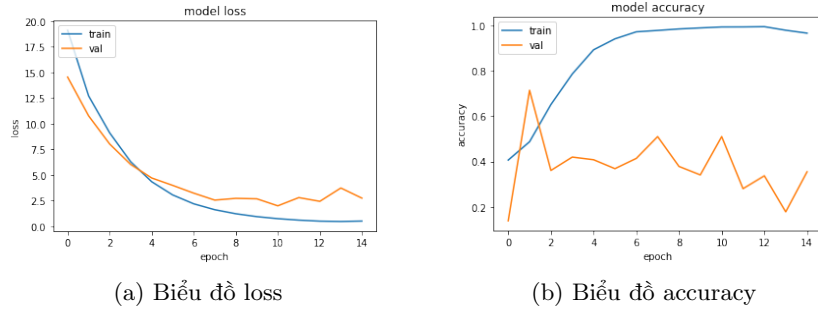 model loss
20.0
17.5
15.0
12.5
10.0
7.5
5.0
2.5
0.0
loss
train
val
0 2 4 6 8 10 12 14
epoch
(a) Biểu đồ loss
model accuracy
1.0
0.8
0.6
0.4
0.2
accuracy
train
val
0 2 4 6 8 10 12 14
epoch
(b) Biểu đồ accuracy